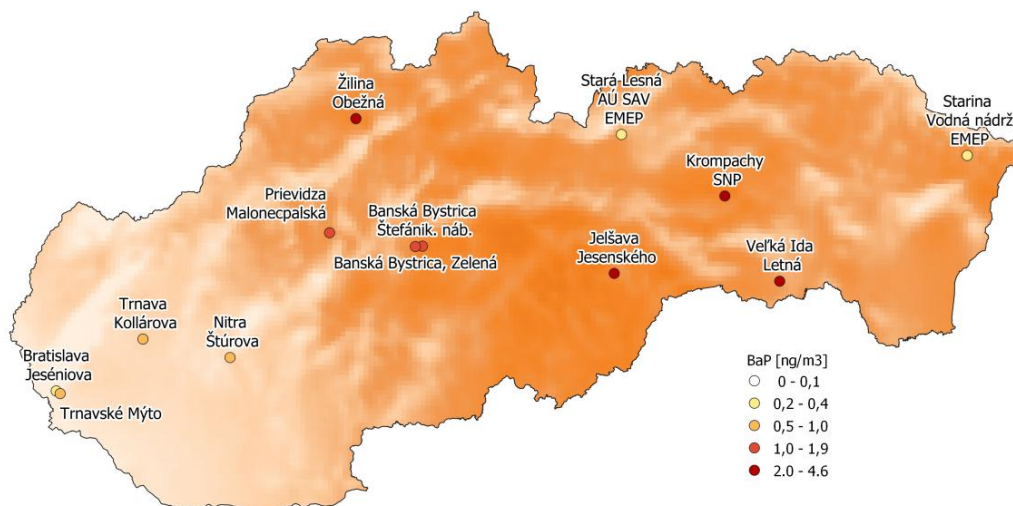 Žilina
Obežná
Stará Lesná
AÚ SAV
EMEP
Starina
Vodná nádrž
EMEP
Krompachy
SNP
Prievidza
Malonecpalská
Banská Bystrica
Štefánik. náb.
Banská Bystrica, Zelená
Jelšava
Jesenského
Veľká Ida
Letná
Trnava
Kollárova
Nitra
Štúrova
Bratislava
Jeséniova
Trnavské Mýto
BaP [ng/m3]
0 - 0,1
0,2 - 0,4
0,5 - 1,0
1,0 - 1,9
2.0 - 4.6